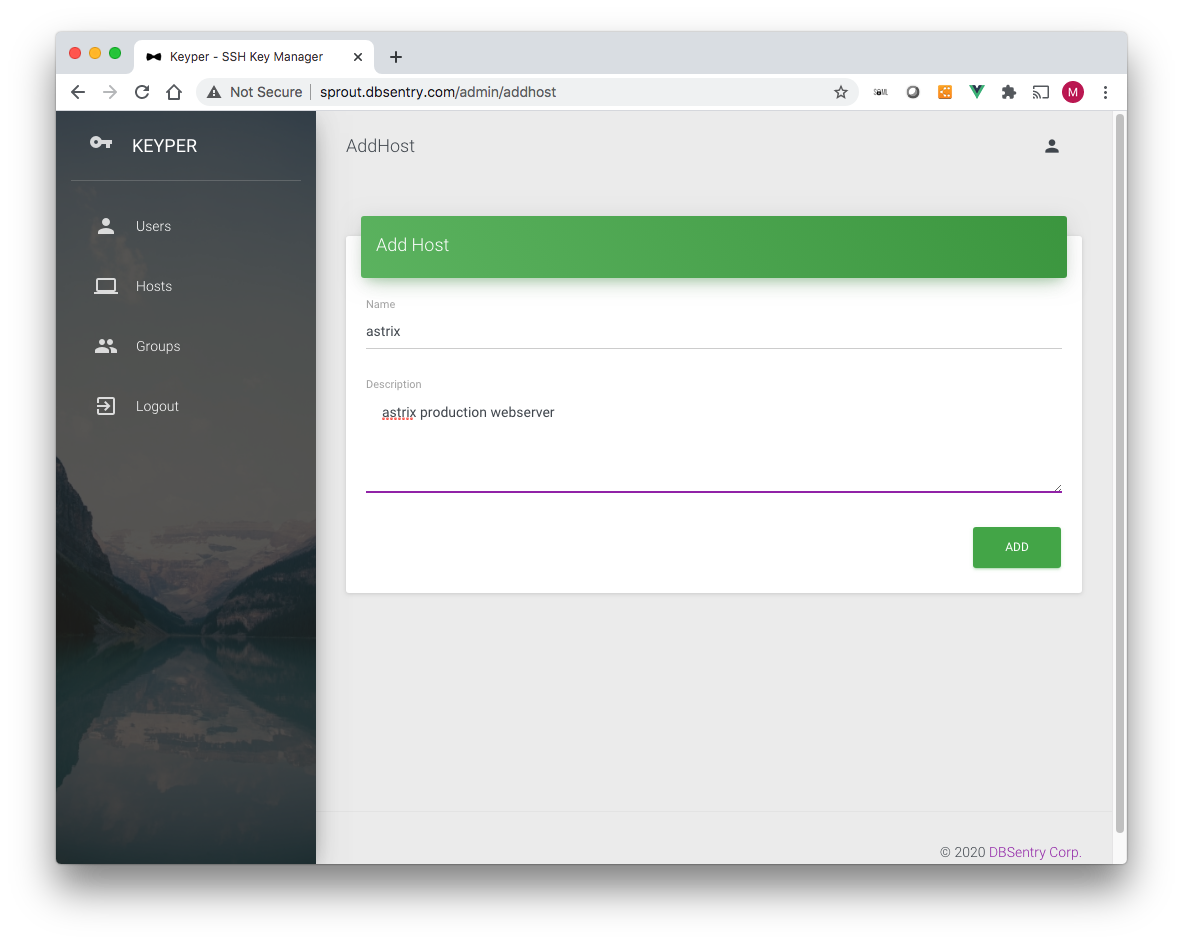 Keyper - SSH Key Manager
Not Secure sprout.dbsentry.com/admin/addhost
M
KEYPER
AddHost
Users
Hosts
Groups
Logout
Add Host
Name
astrix
Description
astrix production webserver
ADD
© 2020 DBSentry Corp.